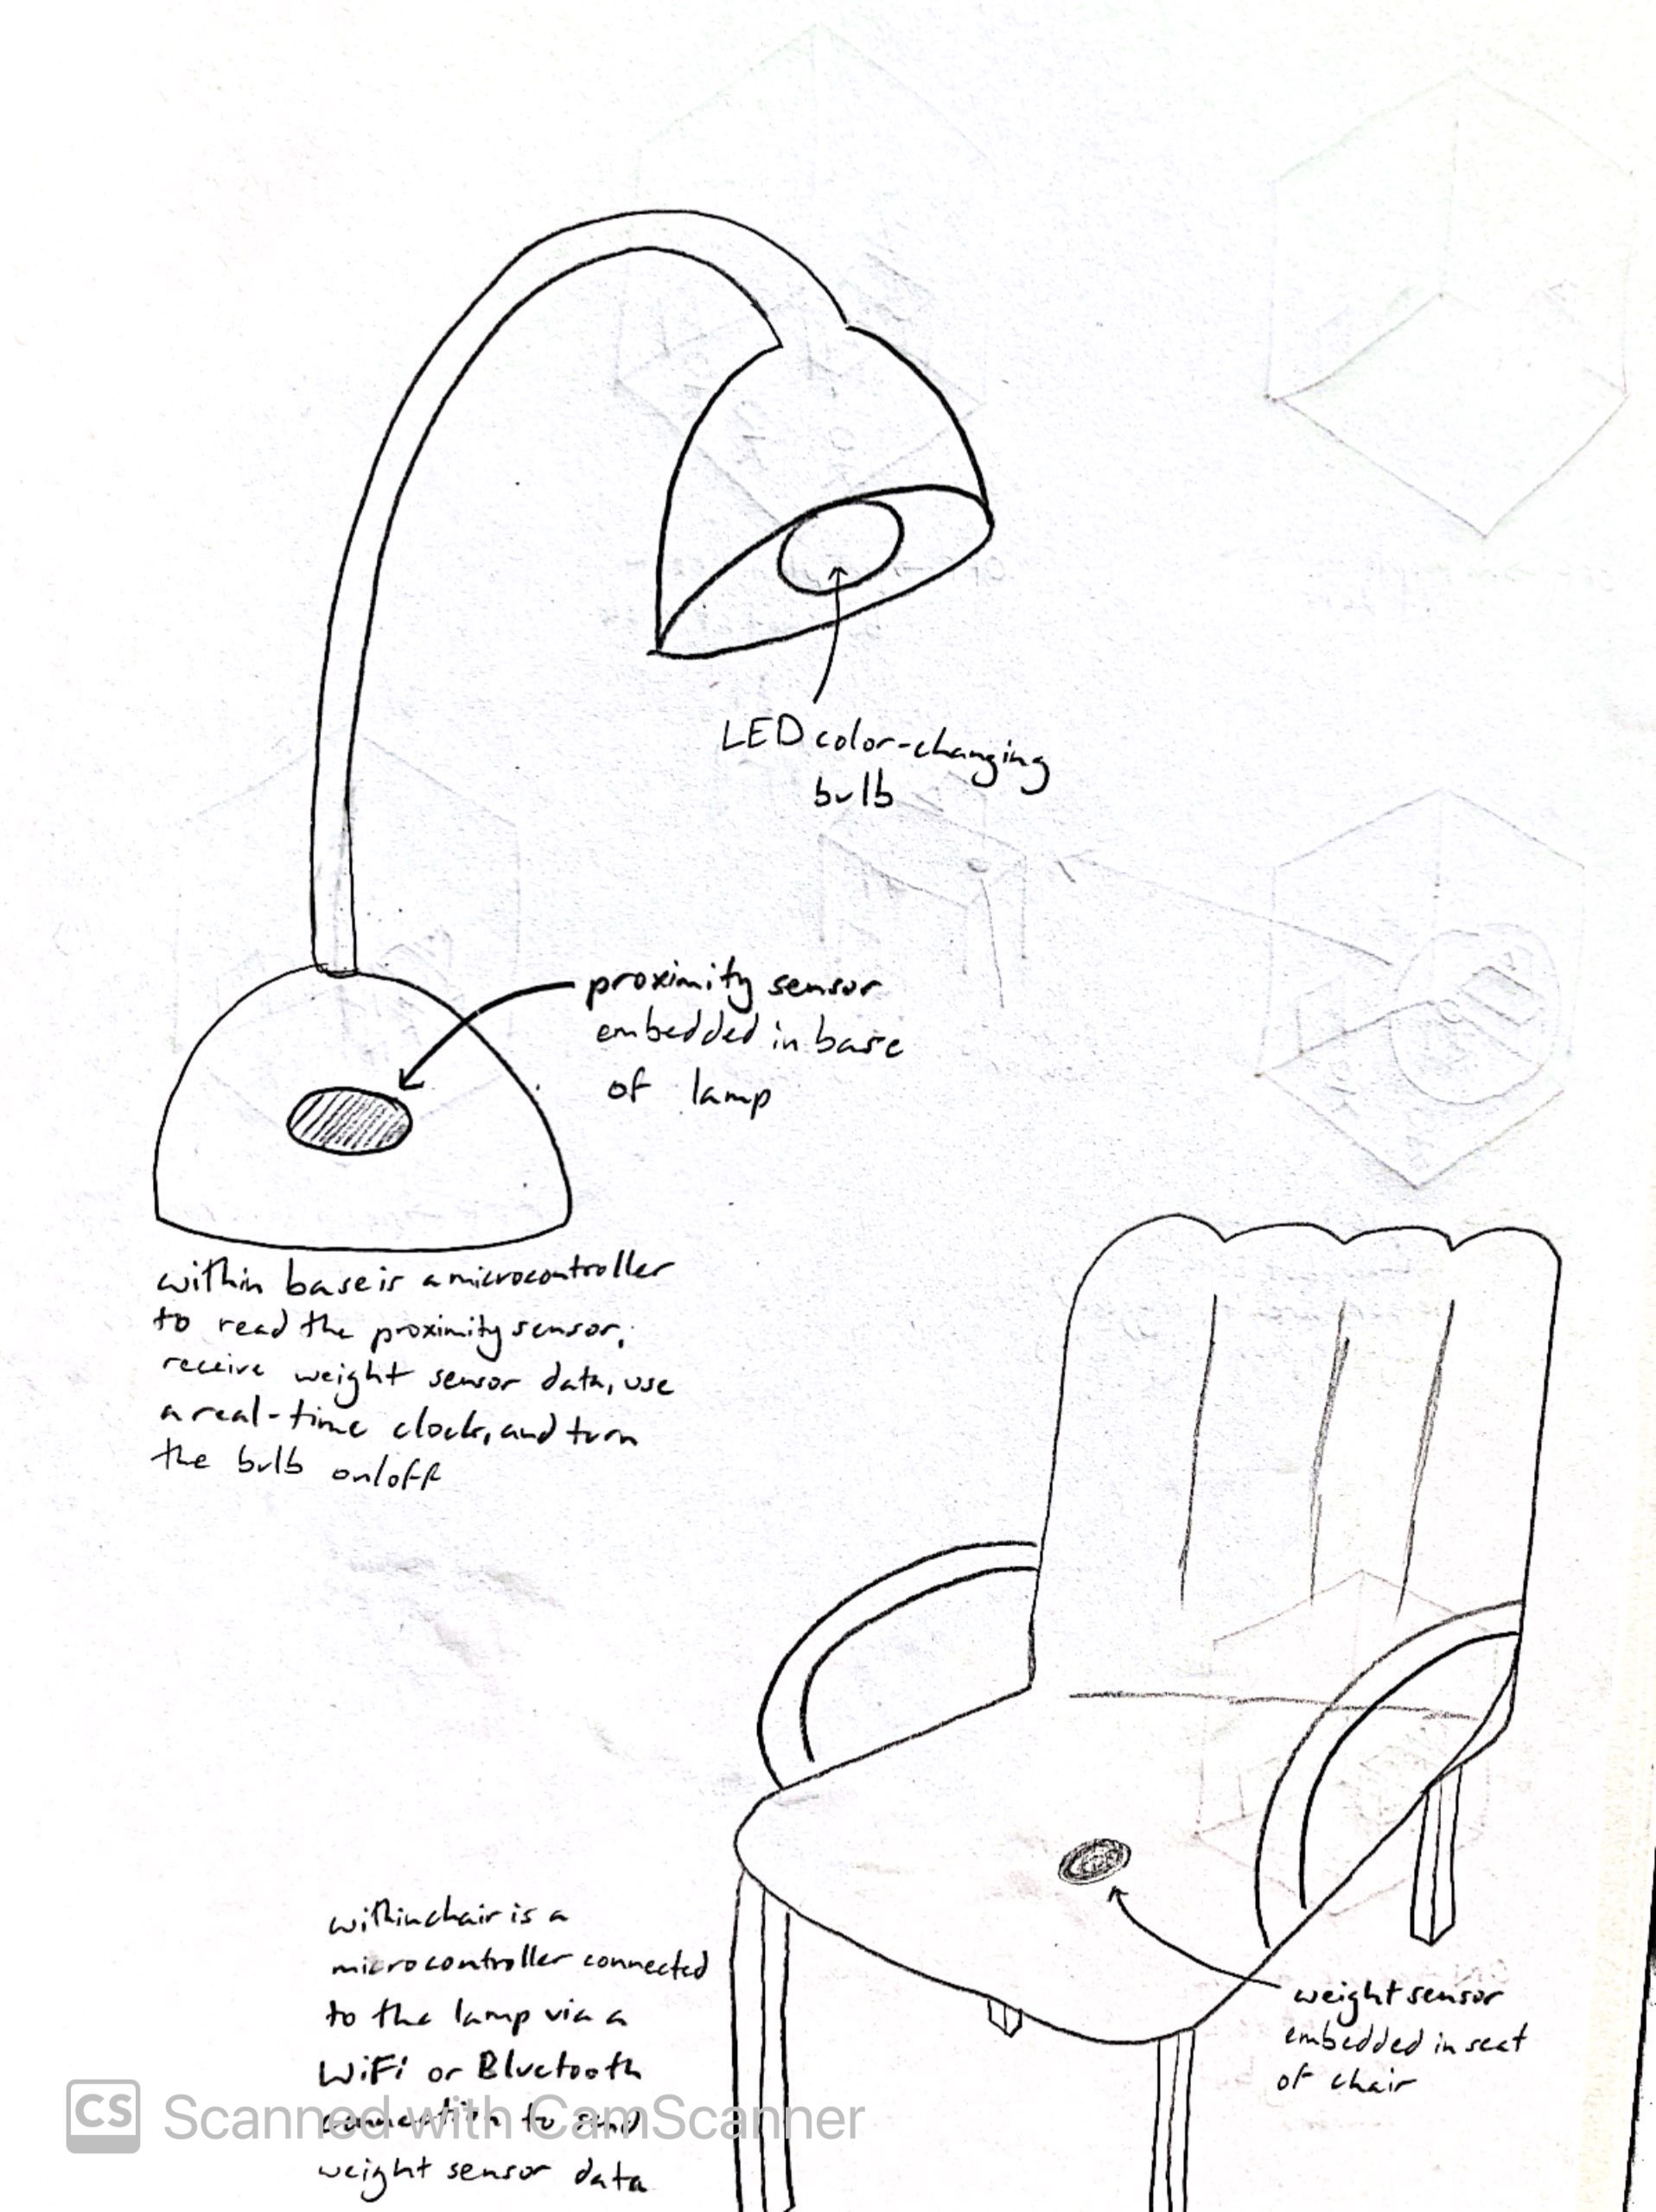 LED color-changing
bulb
proximity sensor
embedded in base
of lamp
within base is a microcontroller
to read the proximity sensor,
receive weight sensor data, use
a real-time clock, and turn
the bulb on/off
within chair is a
microcontroller connected
to the lamp via a
WiFi or Bluetooth
connection to send
weight sensor data
weight sensor
embedded in seat
of chair
CS Scanned with CamScanner